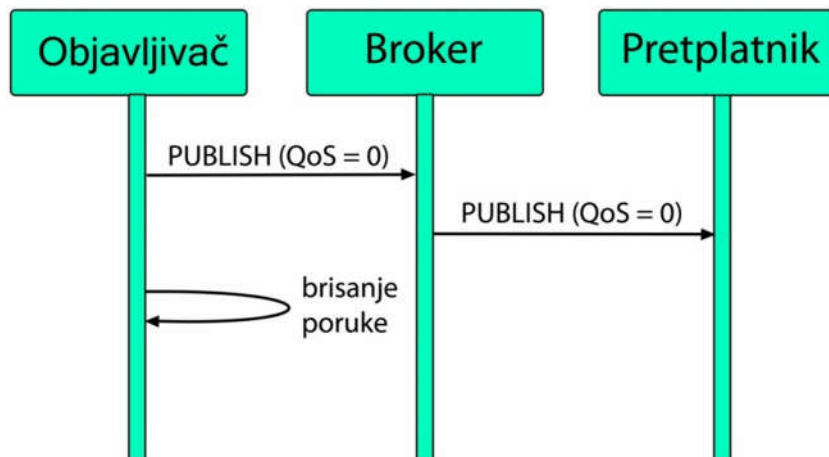 Objavljivač
Broker
Pretplatnik
PUBLISH (QoS = 0)
PUBLISH (QoS = 0)
brisanje
poruke